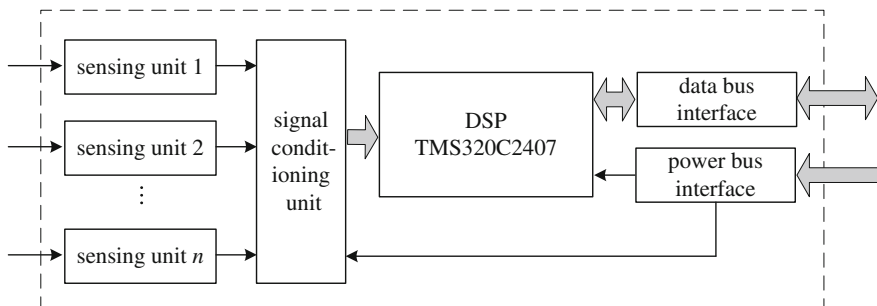 sensing unit 1
sensing unit 2
⋮
sensing unit n
signal
condit-
ioning
unit
DSP
TMS320C2407
data bus
interface
power bus
interface